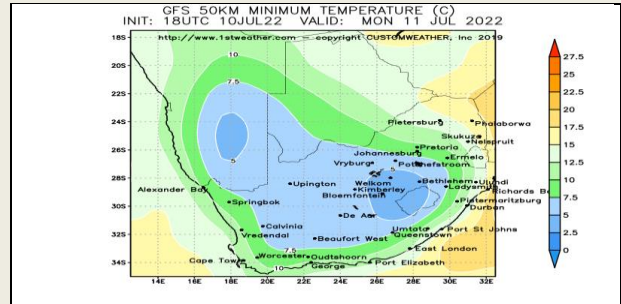 GFS 50KM MINIMUM TEMPERATURE (C)
INIT: 18UTC 10JUL22 VALID: MON 11 JUL 2022
http://www.1stweather.com — copyright CUSTOMWEATHER, Inc 2019
18S
20S
22S
24S
26S
28S
30S
32S
34S
10
7.5
5
Pietersburg
Phalaborwa
Skukuza
Nelspruit
Pretoria
Johannesburg
Ermelo
Vryburg
Potchefstroom
5
Welkom
Bethlehem
Ulundi
Upington
Kimberley
Ladysmith
Alexander Bay
Richards Ba
Bloemfontein
Springbok
Pietermaritzburg
Durban
De Aar
Calvinia
Umtata
Port St Johns
Vredendal
Queenstown
Beaufort West
7.5
East London
Worcester
Oudtshoorn
Cape Town
George
Port Elizabeth
10
14E 16E 18E 20E 22E 24E 26E 28E 30E 32E
27.5
25
22.5
20
17.5
15
12.5
10
7.5
5
2.5
0